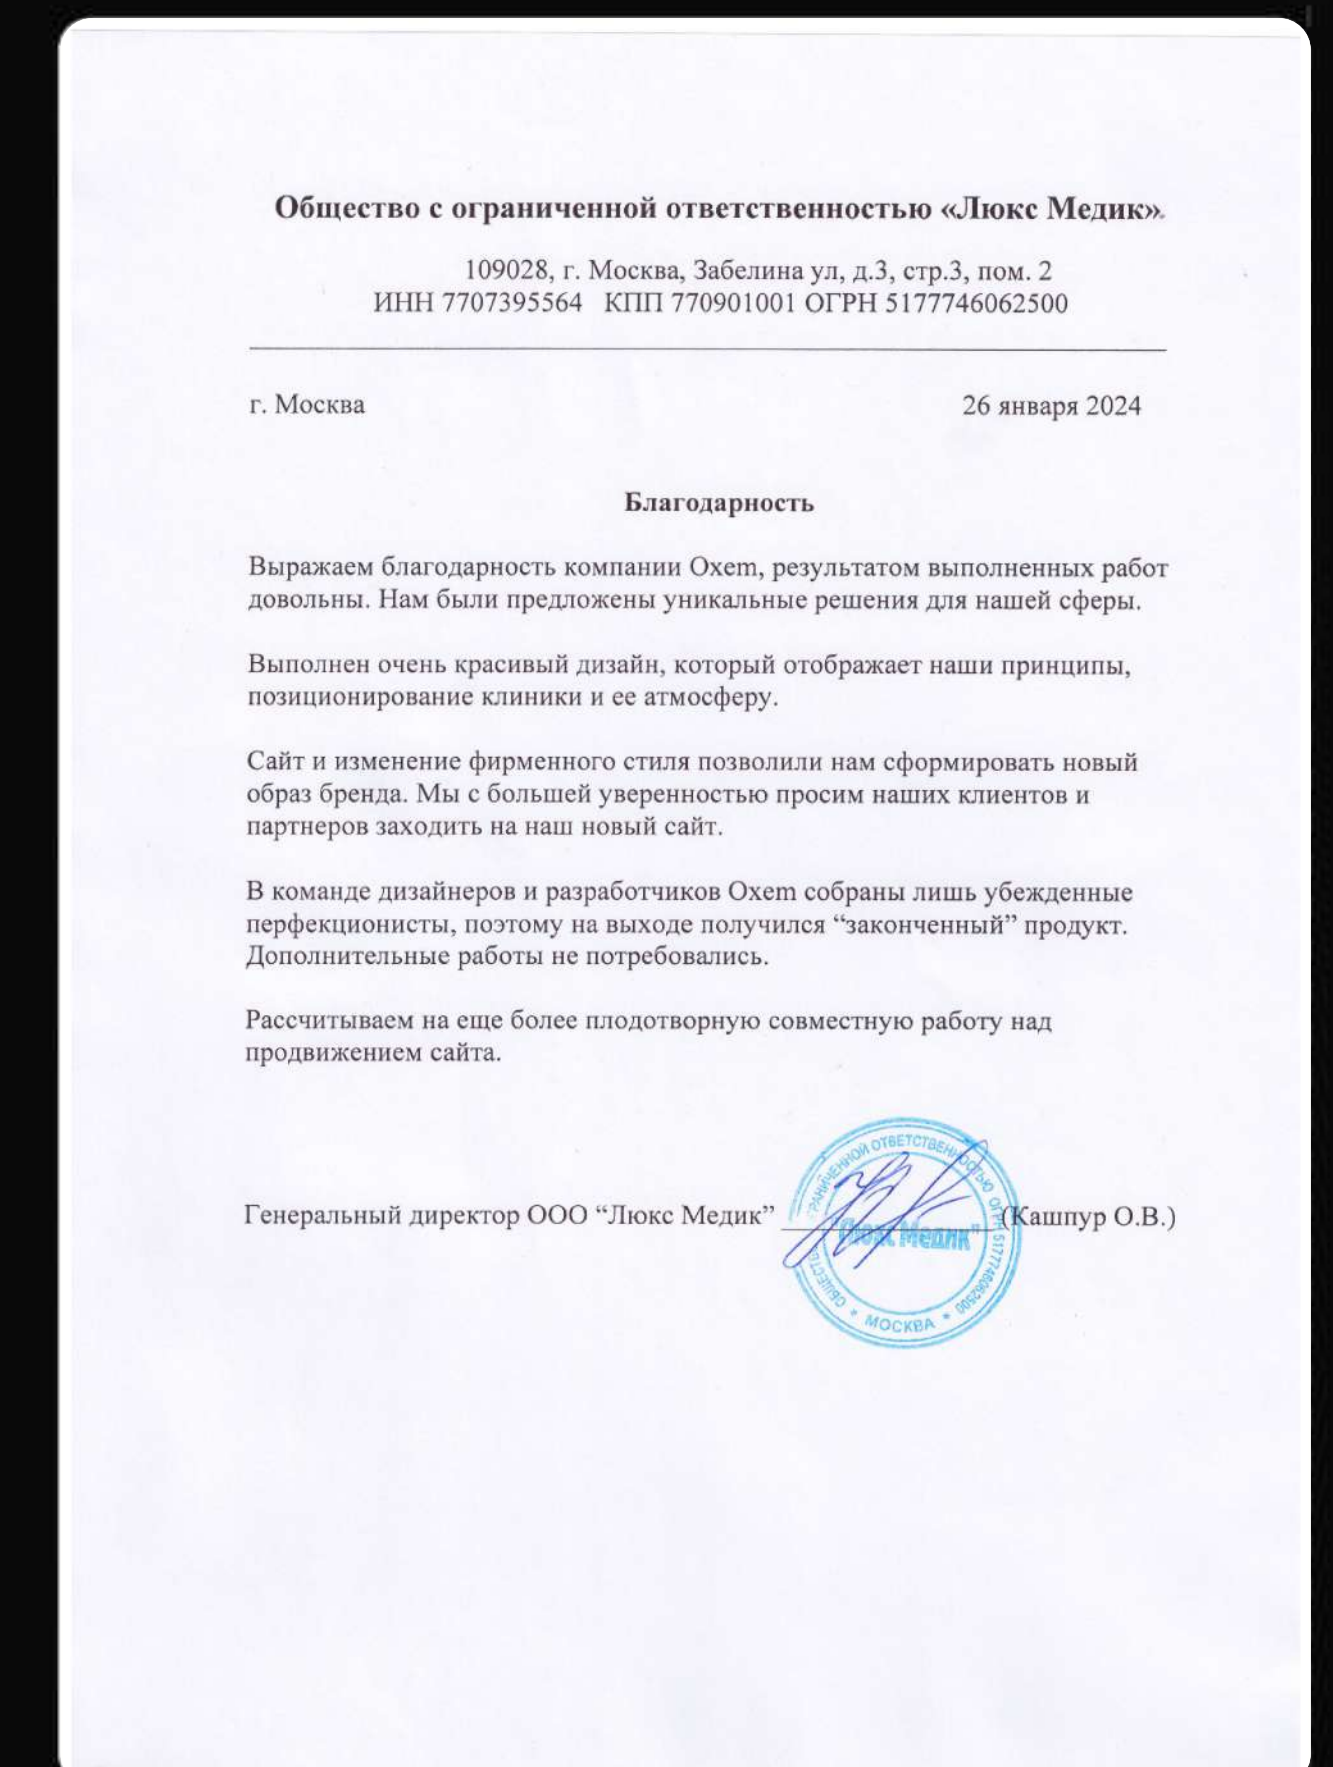 Общество с ограниченной ответственностью «Люкс Медик».
109028, г. Москва, Забелина ул, д.3, стр.3, пом. 2
ИНН 7707395564 КПП 770901001 ОГРН 5177746062500
г. Москва 26 января 2024
Благодарность
Выражаем благодарность компании Oxem, результатом выполненных работ
довольны. Нам были предложены уникальные решения для нашей сферы.
Выполнен очень красивый дизайн, который отображает наши принципы,
позиционирование клиники и ее атмосферу.
Сайт и изменение фирменного стиля позволили нам сформировать новый
образ бренда. Мы с большей уверенностью просим наших клиентов и
партнеров заходить на наш новый сайт.
В команде дизайнеров и разработчиков Oxem собраны лишь убежденные
перфекционисты, поэтому на выходе получился “законченный” продукт.
Дополнительные работы не потребовались.
Рассчитываем на еще более плодотворную совместную работу над
продвижением сайта.
Генеральный директор ООО “Люкс Медик” (Кашпур О.В.)
ОТВЕТСТВЕННОСТЬЮ ОГРН 5177746062500
"Люкс Медик"
* МОСКВА *